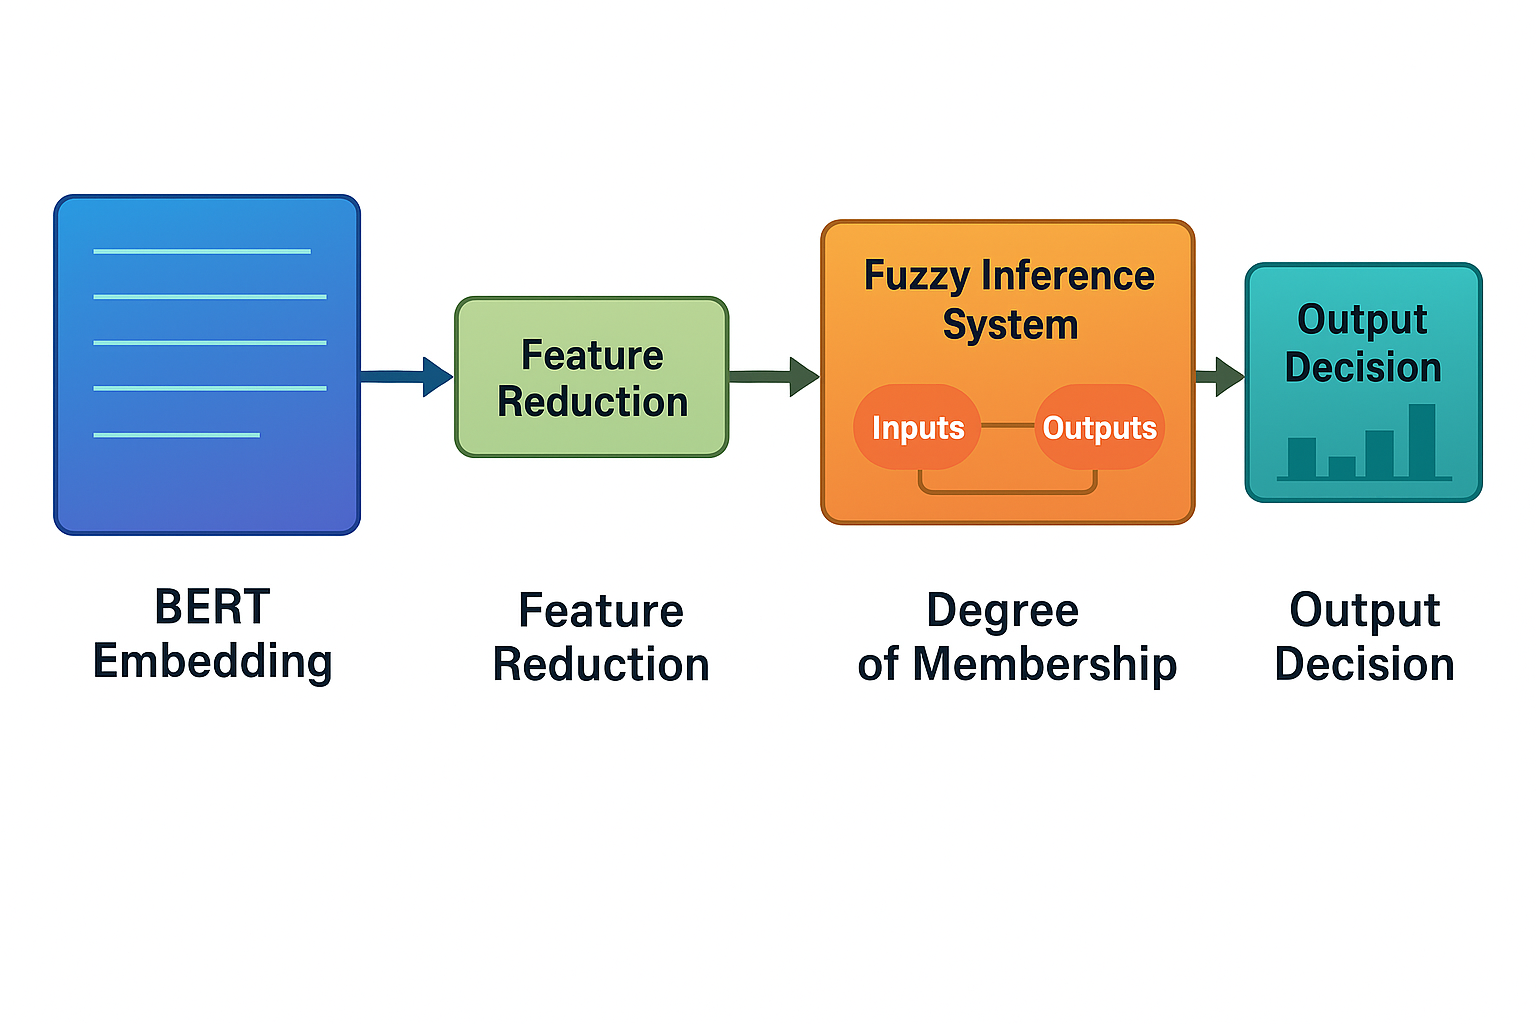 Feature
Reduction
Fuzzy Inference
System
Inputs
Outputs
Output
Decision
BERT
Embedding
Feature
Reduction
Degree
of Membership
Output
Decision